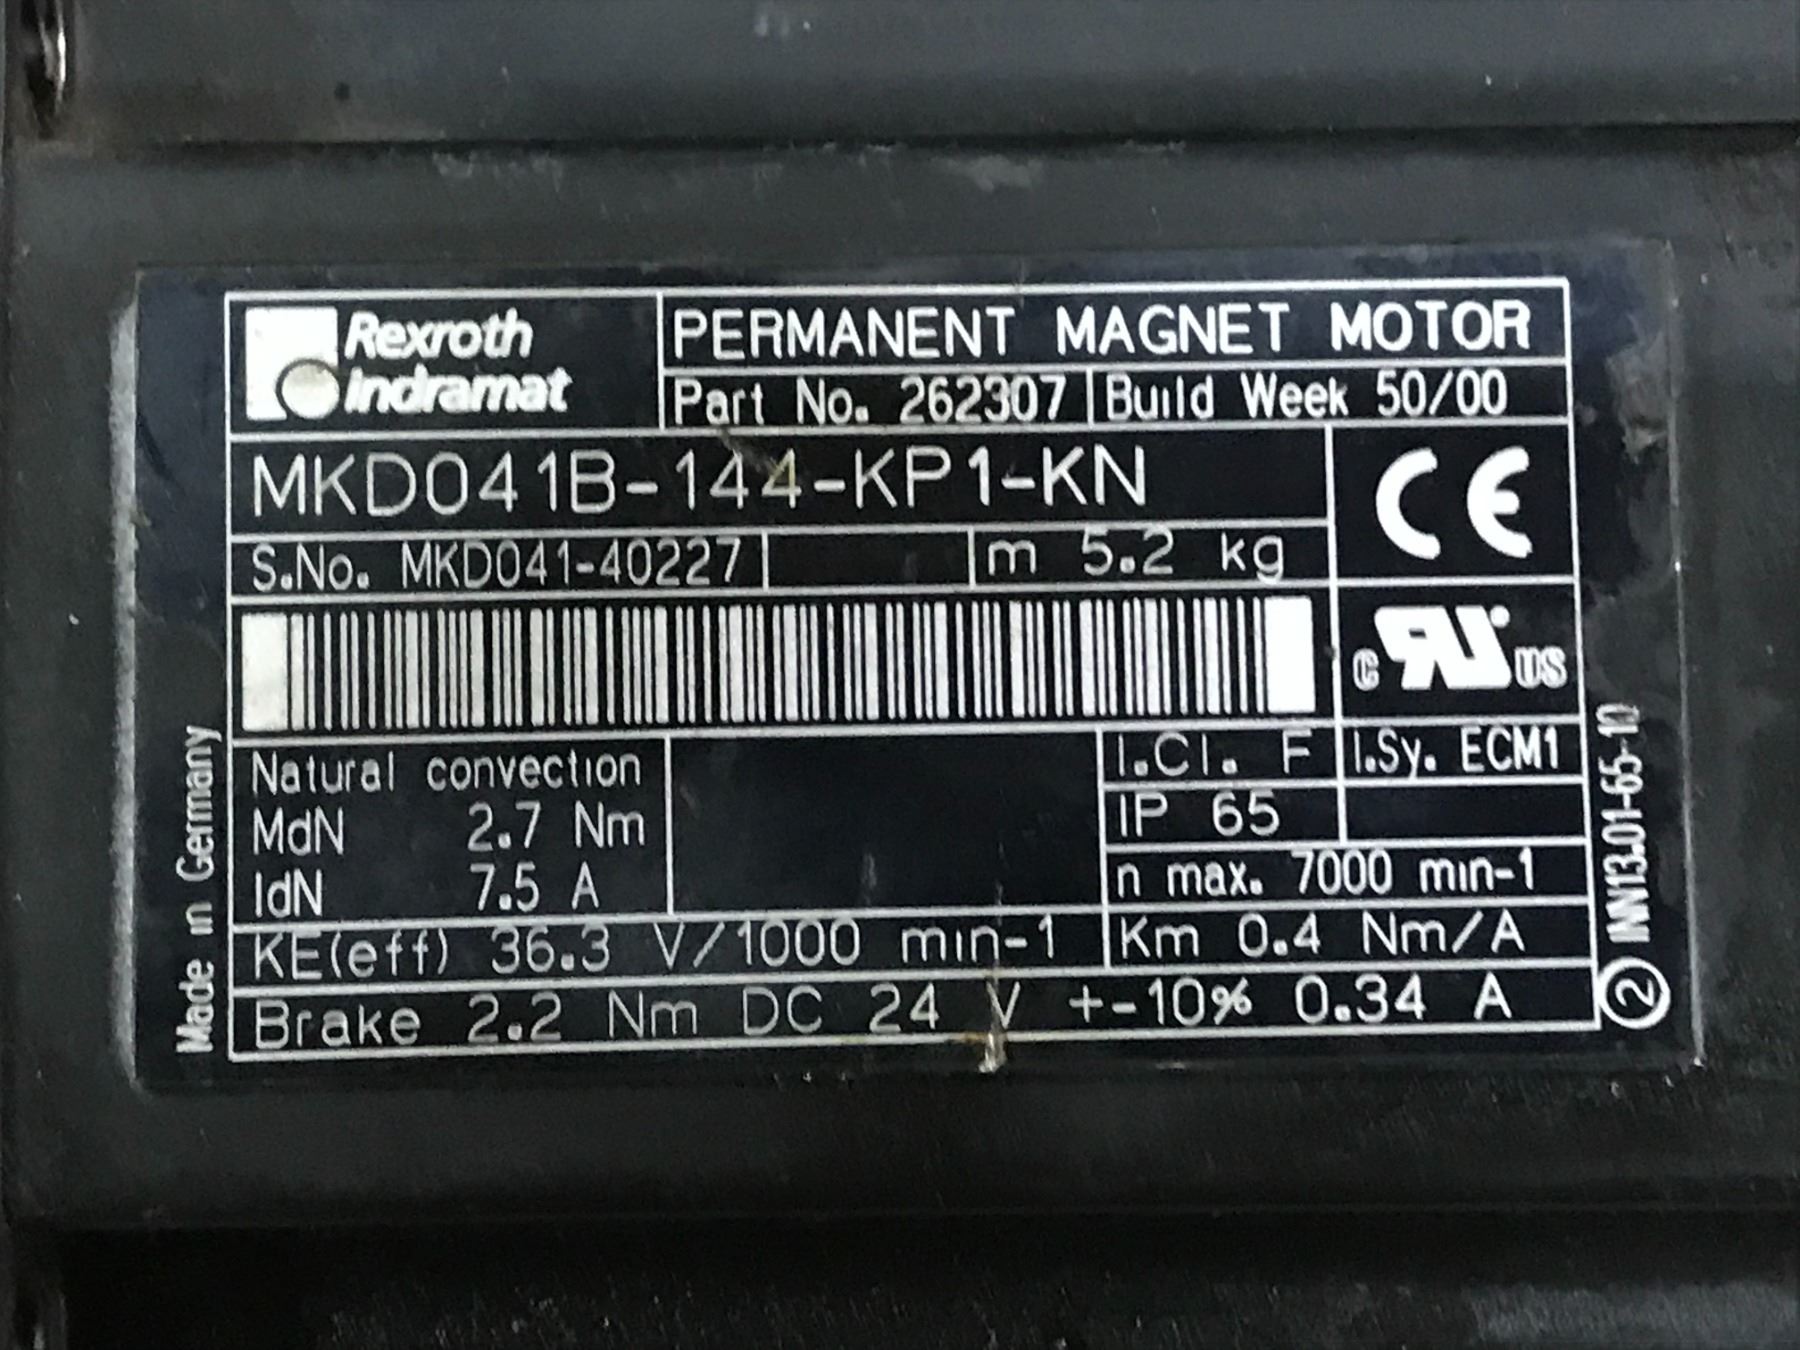 Rexroth
Indramat
PERMANENT MAGNET MOTOR
Part No. 262307 Build Week 50/00
MKD041B-144-KP1-KN
CE
S.No. MKD041-40227 m 5.2 kg
c RU us
Natural convection
I.Cl. F I.Sy. ECM1
MdN 2.7 Nm
IP 65
IdN 7.5 A
n max. 7000 min-1
KE(eff) 36.3 V/1000 min-1 Km 0.4 Nm/A
Brake 2.2 Nm DC 24 V +-10% 0.34 A
Made in Germany
2 INN13.01-65-10